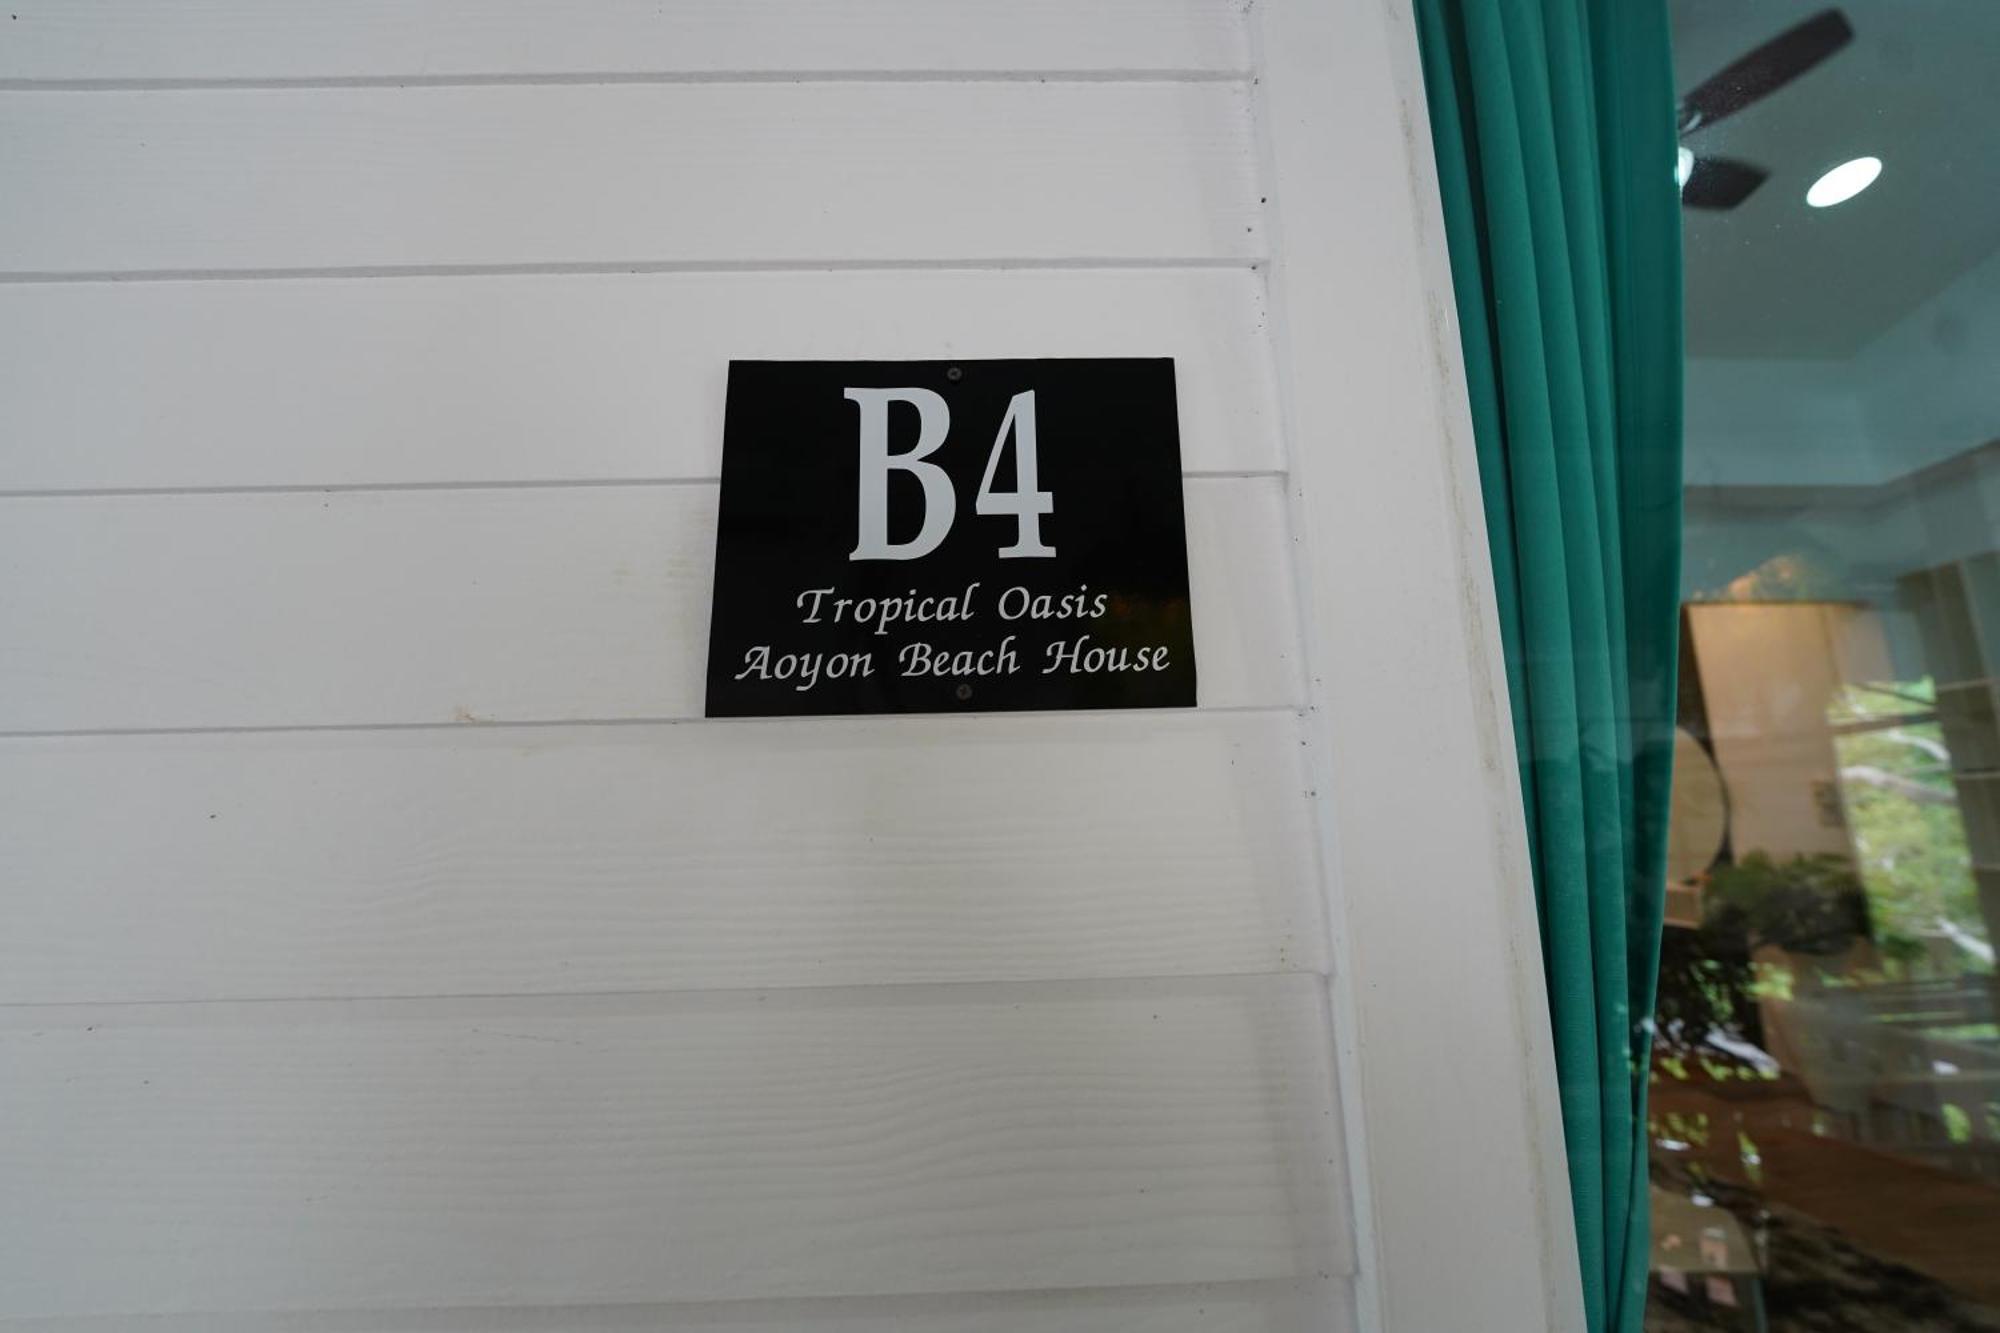 B4
Tropical Oasis
Aoyon Beach House